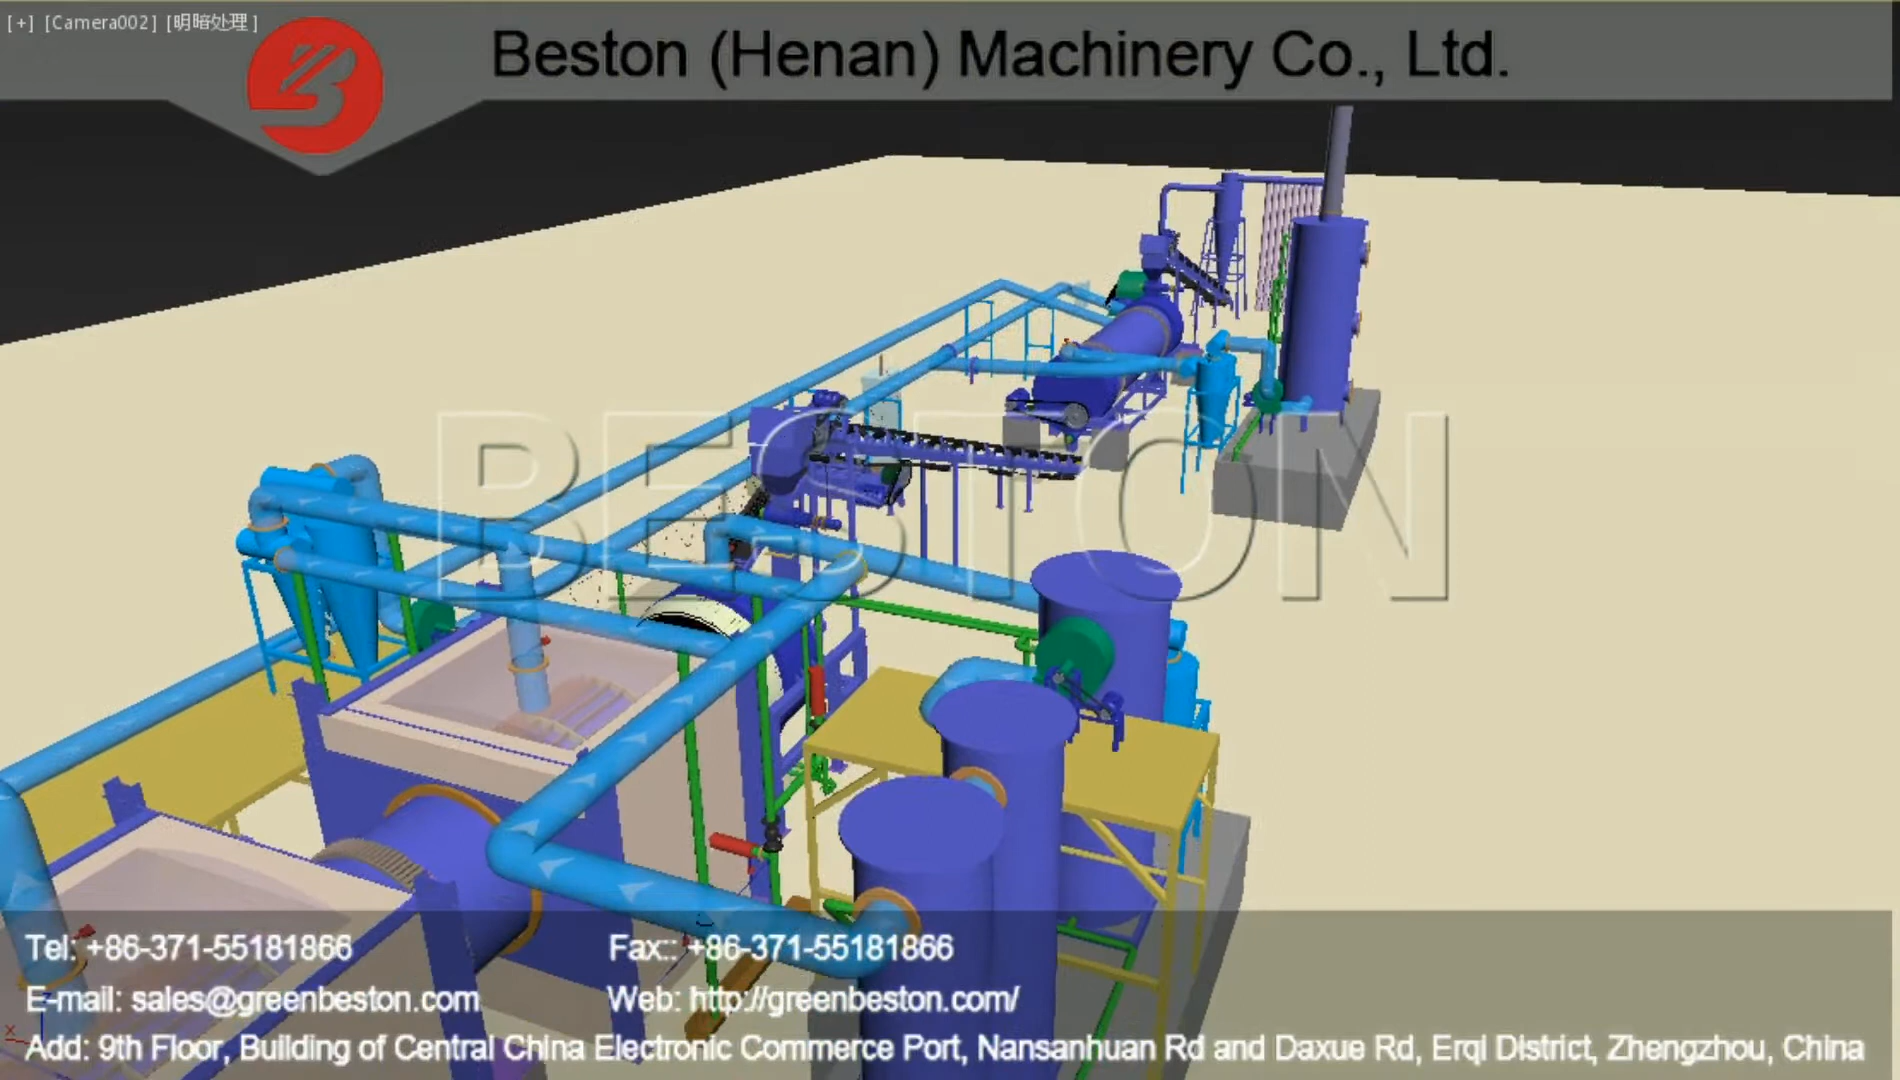 [+] [Camera002] [明暗处理]
Beston (Henan) Machinery Co., Ltd.
BESTON
Tel: +86-371-55181866
Fax:: +86-371-55181866
E-mail: sales@greenbeston.com
Web: http://greenbeston.com/
Add: 9th Floor, Building of Central China Electronic Commerce Port, Nansanhuan Rd and Daxue Rd, Erqi District, Zhengzhou, China
X